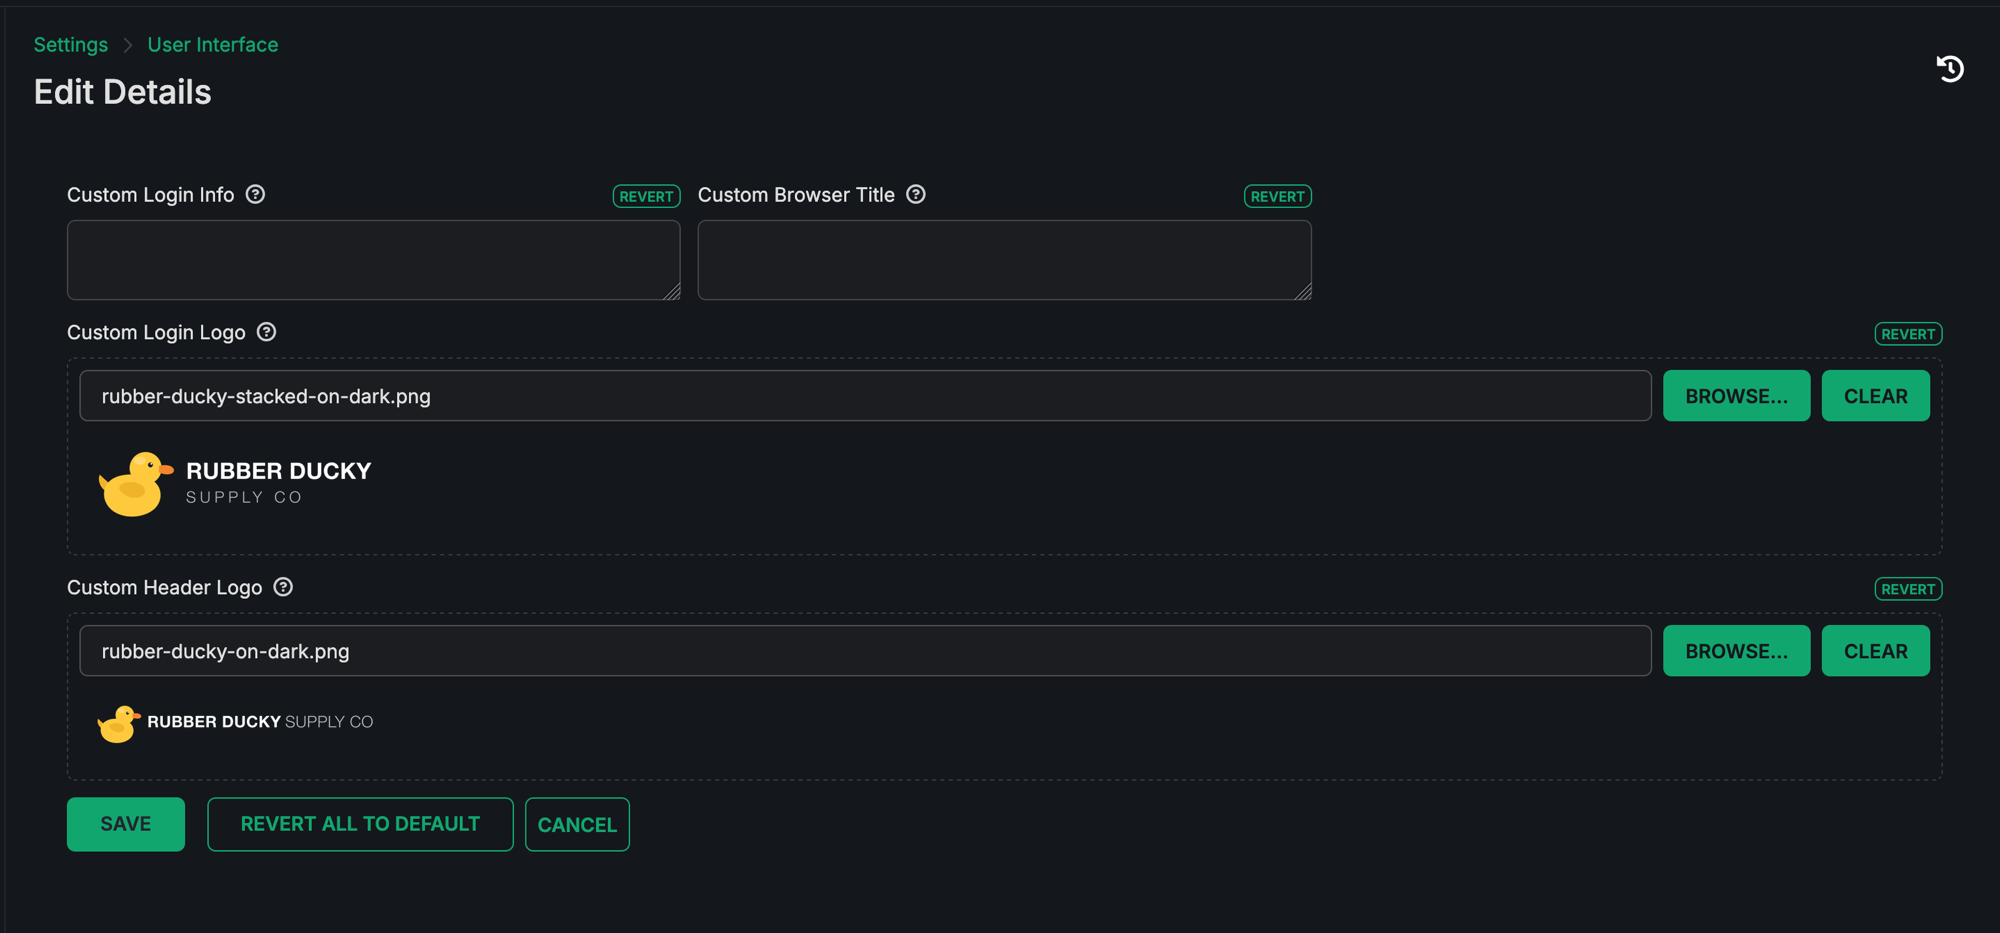 Settings > User Interface
Edit Details
Custom Login Info ? REVERT
Custom Browser Title ? REVERT
Custom Login Logo ? REVERT
rubber-ducky-stacked-on-dark.png BROWSE... CLEAR
RUBBER DUCKY
SUPPLY CO
Custom Header Logo ? REVERT
rubber-ducky-on-dark.png BROWSE... CLEAR
RUBBER DUCKY SUPPLY CO
SAVE REVERT ALL TO DEFAULT CANCEL